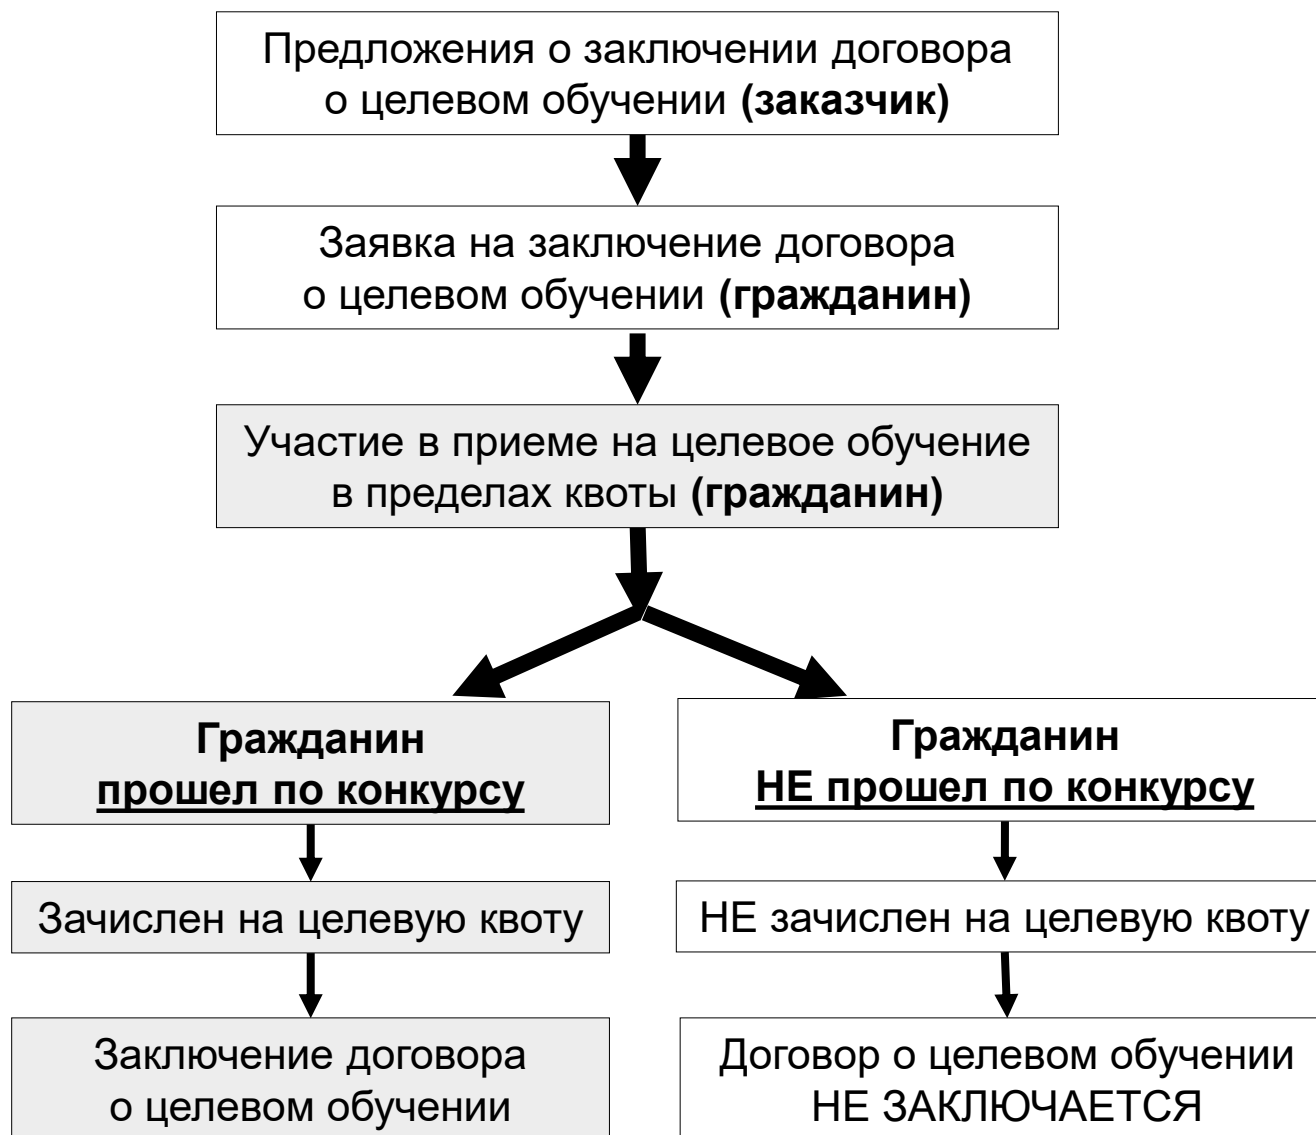 Предложения о заключении договора
о целевом обучении (заказчик)
Заявка на заключение договора
о целевом обучении (гражданин)
Участие в приеме на целевое обучение
в пределах квоты (гражданин)
Гражданин
прошел по конкурсу
Зачислен на целевую квоту
Заключение договора
о целевом обучении
Гражданин
НЕ прошел по конкурсу
НЕ зачислен на целевую квоту
Договор о целевом обучении
НЕ ЗАКЛЮЧАЕТСЯ